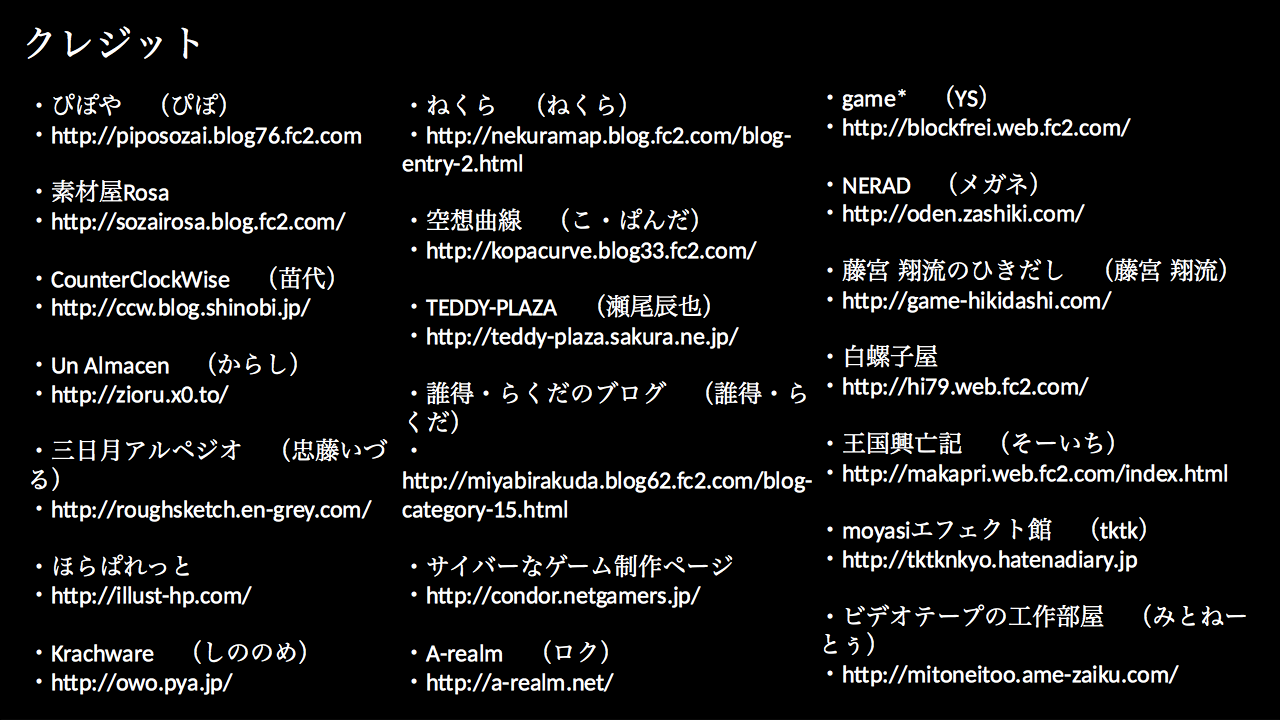 クレジット
・ぴぽや　（ぴぽ）
・http://piposozai.blog76.fc2.com
・素材屋Rosa
・http://sozairosa.blog.fc2.com/
・CounterClockWise　（苗代）
・http://ccw.blog.shinobi.jp/
・Un Almacen　（からし）
・http://zioru.x0.to/
・三日月アルペジオ　（忠藤いづ
る）
・http://roughsketch.en-grey.com/
・ほらぱれっと
・http://illust-hp.com/
・Krachware　（しののめ）
・http://owo.pya.jp/
・ねくら　（ねくら）
・http://nekuramap.blog.fc2.com/blog-
entry-2.html
・空想曲線　（こ・ぱんだ）
・http://kopacurve.blog33.fc2.com/
・TEDDY-PLAZA　（瀬尾辰也）
・http://teddy-plaza.sakura.ne.jp/
・誰得・らくだのブログ　（誰得・ら
くだ）
・
http://miyabirakuda.blog62.fc2.com/blog-
category-15.html
・サイバーなゲーム制作ページ
・http://condor.netgamers.jp/
・A-realm　（ロク）
・http://a-realm.net/
・game*　（YS）
・http://blockfrei.web.fc2.com/
・NERAD　（メガネ）
・http://oden.zashiki.com/
・藤宮 翔流のひきだし　（藤宮 翔流）
・http://game-hikidashi.com/
・白螺子屋
・http://hi79.web.fc2.com/
・王国興亡記　（そーいち）
・http://makapri.web.fc2.com/index.html
・moyasiエフェクト館　（tktk）
・http://tktknkyo.hatenadiary.jp
・ビデオテープの工作部屋　（みとねー
とぅ）
・http://mitoneitoo.ame-zaiku.com/